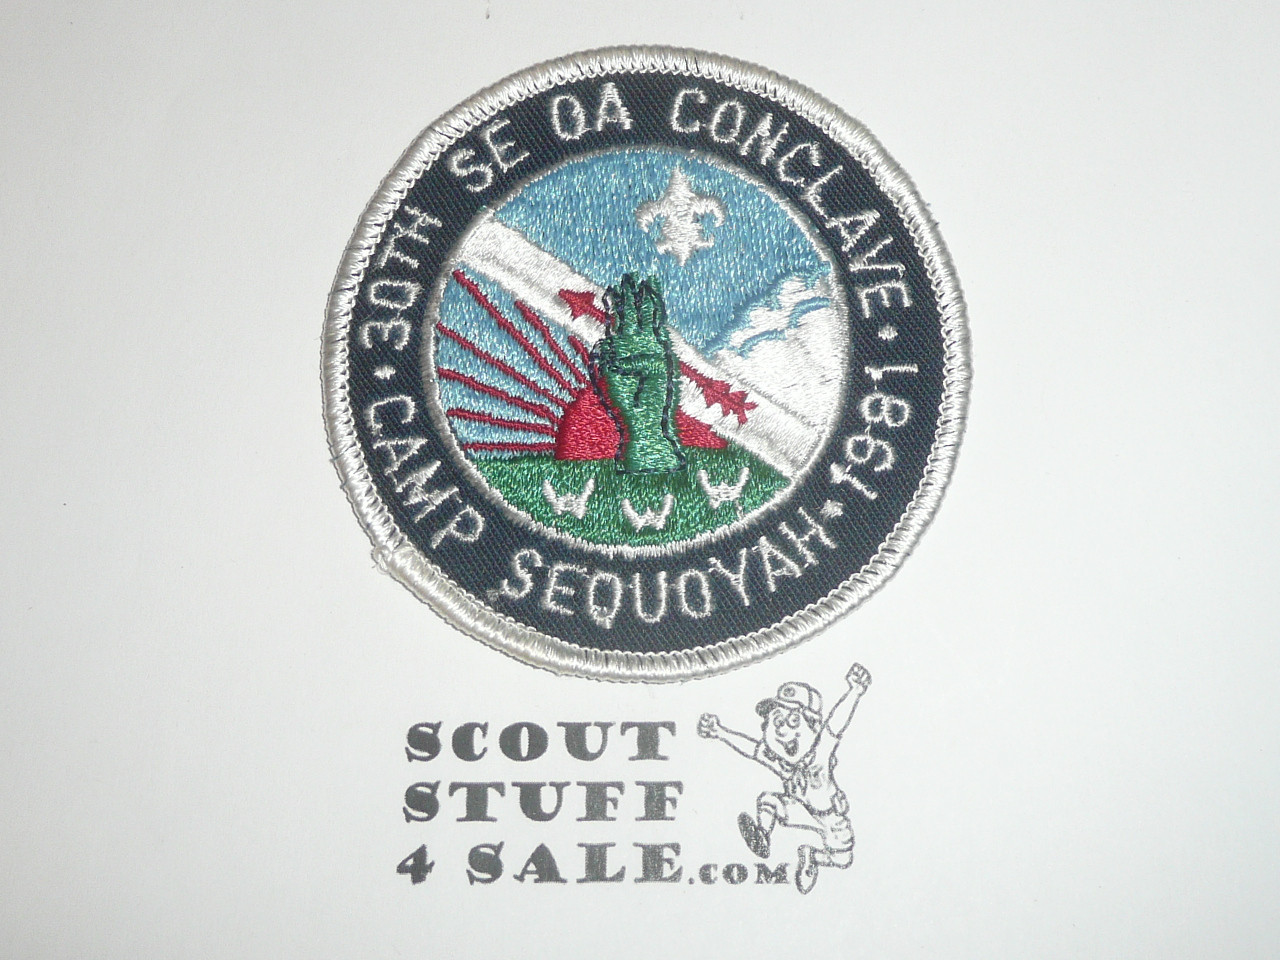 30TH SE OA CONCLAVE • 1981 •
CAMP SEQUOYAH •
W W W
SCOUT
STUFF
4 SALE.COM